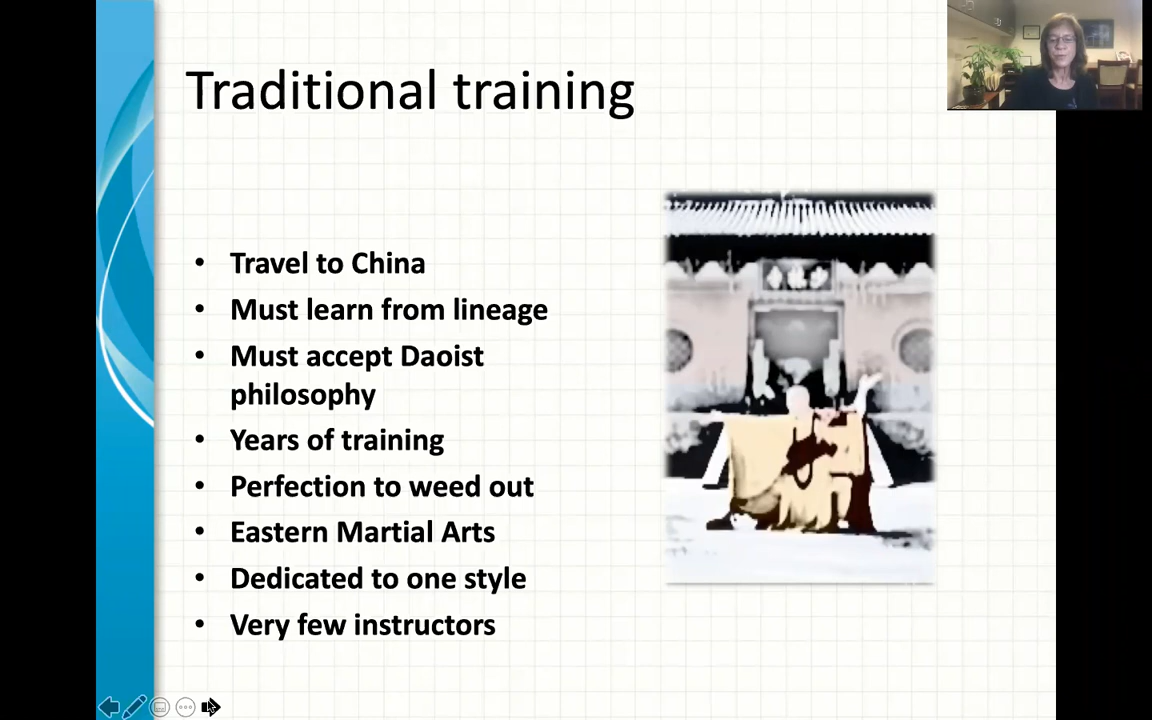 Traditional training
• Travel to China
• Must learn from lineage
• Must accept Daoist
philosophy
• Years of training
• Perfection to weed out
• Eastern Martial Arts
• Dedicated to one style
• Very few instructors